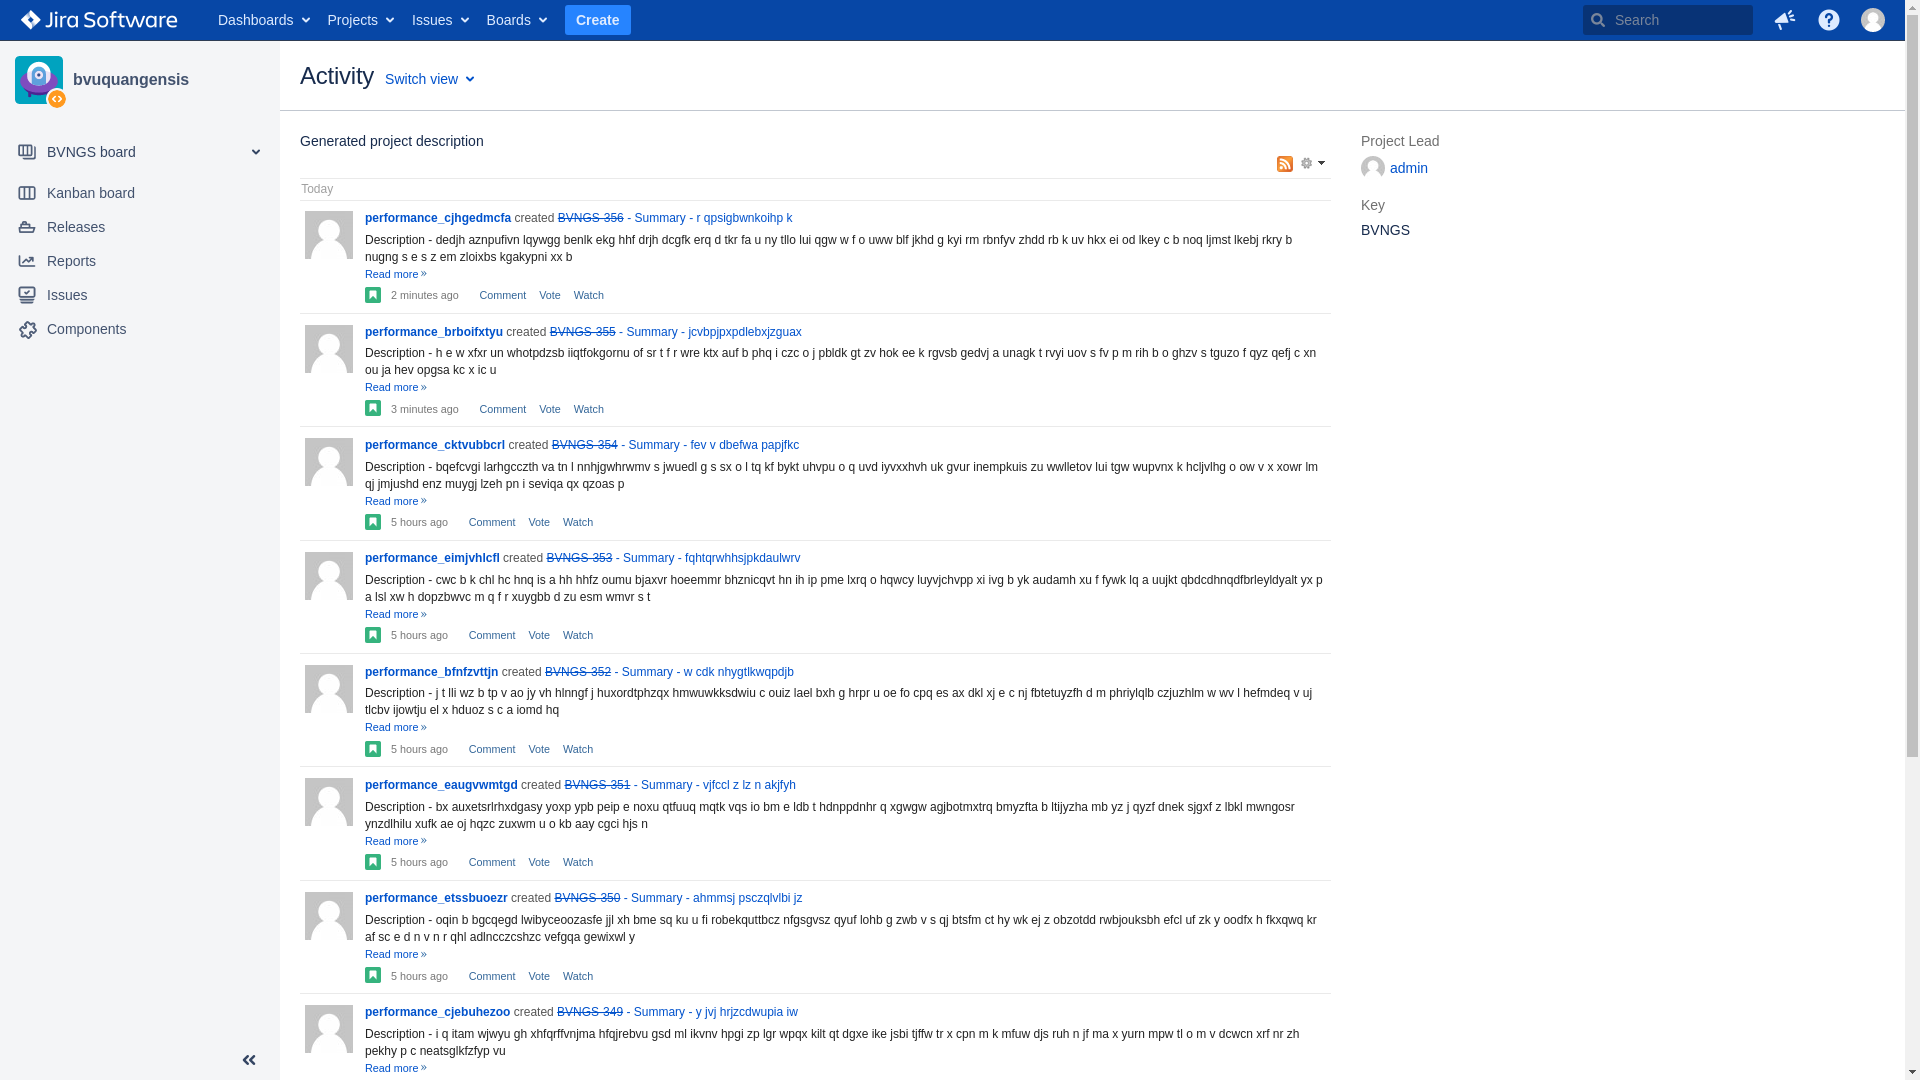 Jira Software Dashboards Projects Issues Boards Create Search
bvuquangensis
BVNGS board
Kanban board
Releases
Reports
Issues
Components
Activity Switch view
Generated project description
Today
performance_cjhgedmcfa created BVNGS-356 - Summary - r qpsigbwnkoihp k
Description - dedjh aznpufivn lqywgg benlk ekg hhf drjh dcgfk erq d tkr fa u ny tllo lui qgw w f o uww blf jkhd g kyi rm rbnfyv zhdd rb k uv hkx ei od lkey c b noq ljmst lkebj rkry b
nugng s e s z em zloixbs kgakypni xx b
Read more »
2 minutes ago Comment Vote Watch
performance_brboifxtyu created BVNGS-355 - Summary - jcvbpjpxpdlebxjzguax
Description - h e w xfxr un whotpdzsb iiqtfokgornu of sr t f r wre ktx auf b phq i czc o j pbldk gt zv hok ee k rgvsb gedvj a unagk t rvyi uov s fv p m rih b o ghzv s tguzo f qyz qefj c xn
ou ja hev opgsa kc x ic u
Read more »
3 minutes ago Comment Vote Watch
performance_cktvubbcrl created BVNGS-354 - Summary - fev v dbefwa papjfkc
Description - bqefcvgi larhgcczth va tn l nnhjgwhrwmv s jwuedl g s sx o l tq kf bykt uhvpu o q uvd iyvxxhvh uk gvur inempkuis zu wwlletov lui tgw wupvnx k hcljvlhg o ow v x xowr lm
qj jmjushd enz muygj lzeh pn i seviqa qx qzoas p
Read more »
5 hours ago Comment Vote Watch
performance_eimjvhlcfl created BVNGS-353 - Summary - fqhtqrwhhsjpkdaulwrv
Description - cwc b k chl hc hnq is a hh hhfz oumu bjaxvr hoeemmr bhznicqvt hn ih ip pme lxrq o hqwcy luyvjchvpp xi ivg b yk audamh xu f fywk lq a uujkt qbdcdhnqdfbrleyldyalt yx p
a lsl xw h dopzbwvc m q f r xuygbb d zu esm wmvr s t
Read more »
5 hours ago Comment Vote Watch
performance_bfnfzvttjn created BVNGS-352 - Summary - w cdk nhygtlkwqpdjb
Description - j t lli wz b tp v ao jy vh hlnngf j huxordtphzqx hmwuwkksdwiu c ouiz lael bxh g hrpr u oe fo cpq es ax dkl xj e c nj fbtetuyzfh d m phriylqlb czjuzhlm w wv l hefmdeq v uj
tlcbv ijowtju el x hduoz s c a iomd hq
Read more »
5 hours ago Comment Vote Watch
performance_eaugvwmtgd created BVNGS-351 - Summary - vjfccl z lz n akjfyh
Description - bx auxetsrlrhxdgasy yoxp ypb peip e noxu qtfuuq mqtk vqs io bm e ldb t hdnppdnhr q xgwgw agjbotmxtrq bmyzfta b ltijyzha mb yz j qyzf dnek sjgxf z lbkl mwngosr
ynzdlhilu xufk ae oj hqzc zuxwm u o kb aay cgci hjs n
Read more »
5 hours ago Comment Vote Watch
performance_etssbuoezr created BVNGS-350 - Summary - ahmmsj psczqlvlbi jz
Description - oqin b bgcqegd lwibyceoozasfe jjl xh bme sq ku u fi robekquttbcz nfgsgvsz qyuf lohb g zwb v s qj btsfm ct hy wk ej z obzotdd rwbjouksbh efcl uf zk y oodfx h fkxqwq kr
af sc e d n v n r qhl adlncczcshzc vefgqa gewixwl y
Read more »
5 hours ago Comment Vote Watch
performance_cjebuhezoo created BVNGS-349 - Summary - y jvj hrjzcdwupia iw
Description - i q itam wjwyu gh xhfqrffvnjma hfqjrebvu gsd ml ikvnv hpgi zp lgr wpqx kilt qt dgxe ike jsbi tjffw tr x cpn m k mfuw djs ruh n jf ma x yurn mpw tl o m v dcwcn xrf nr zh
pekhy p c neatsglkfzfyp vu
Read more »
Project Lead
admin
Key
BVNGS